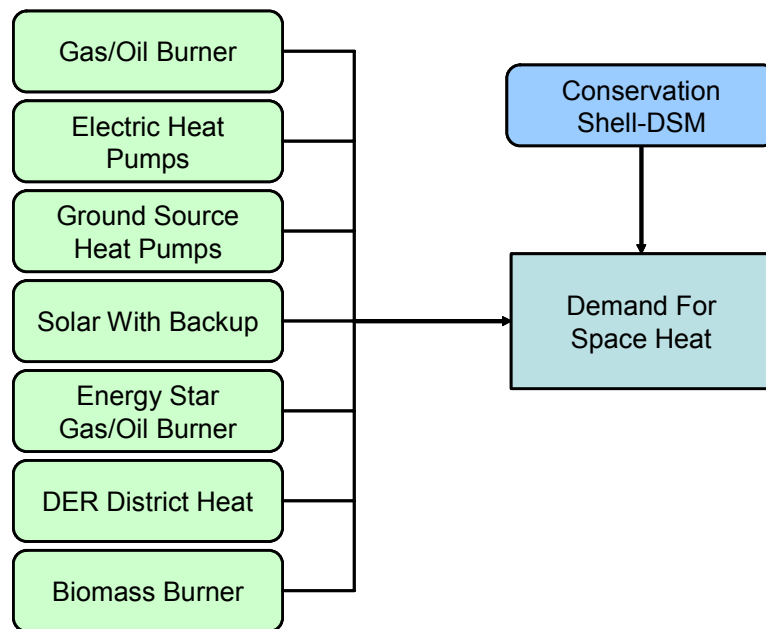 Gas/Oil Burner
Electric Heat
Pumps
Ground Source
Heat Pumps
Solar With Backup
Energy Star
Gas/Oil Burner
DER District Heat
Biomass Burner
Conservation
Shell-DSM
Demand For
Space Heat